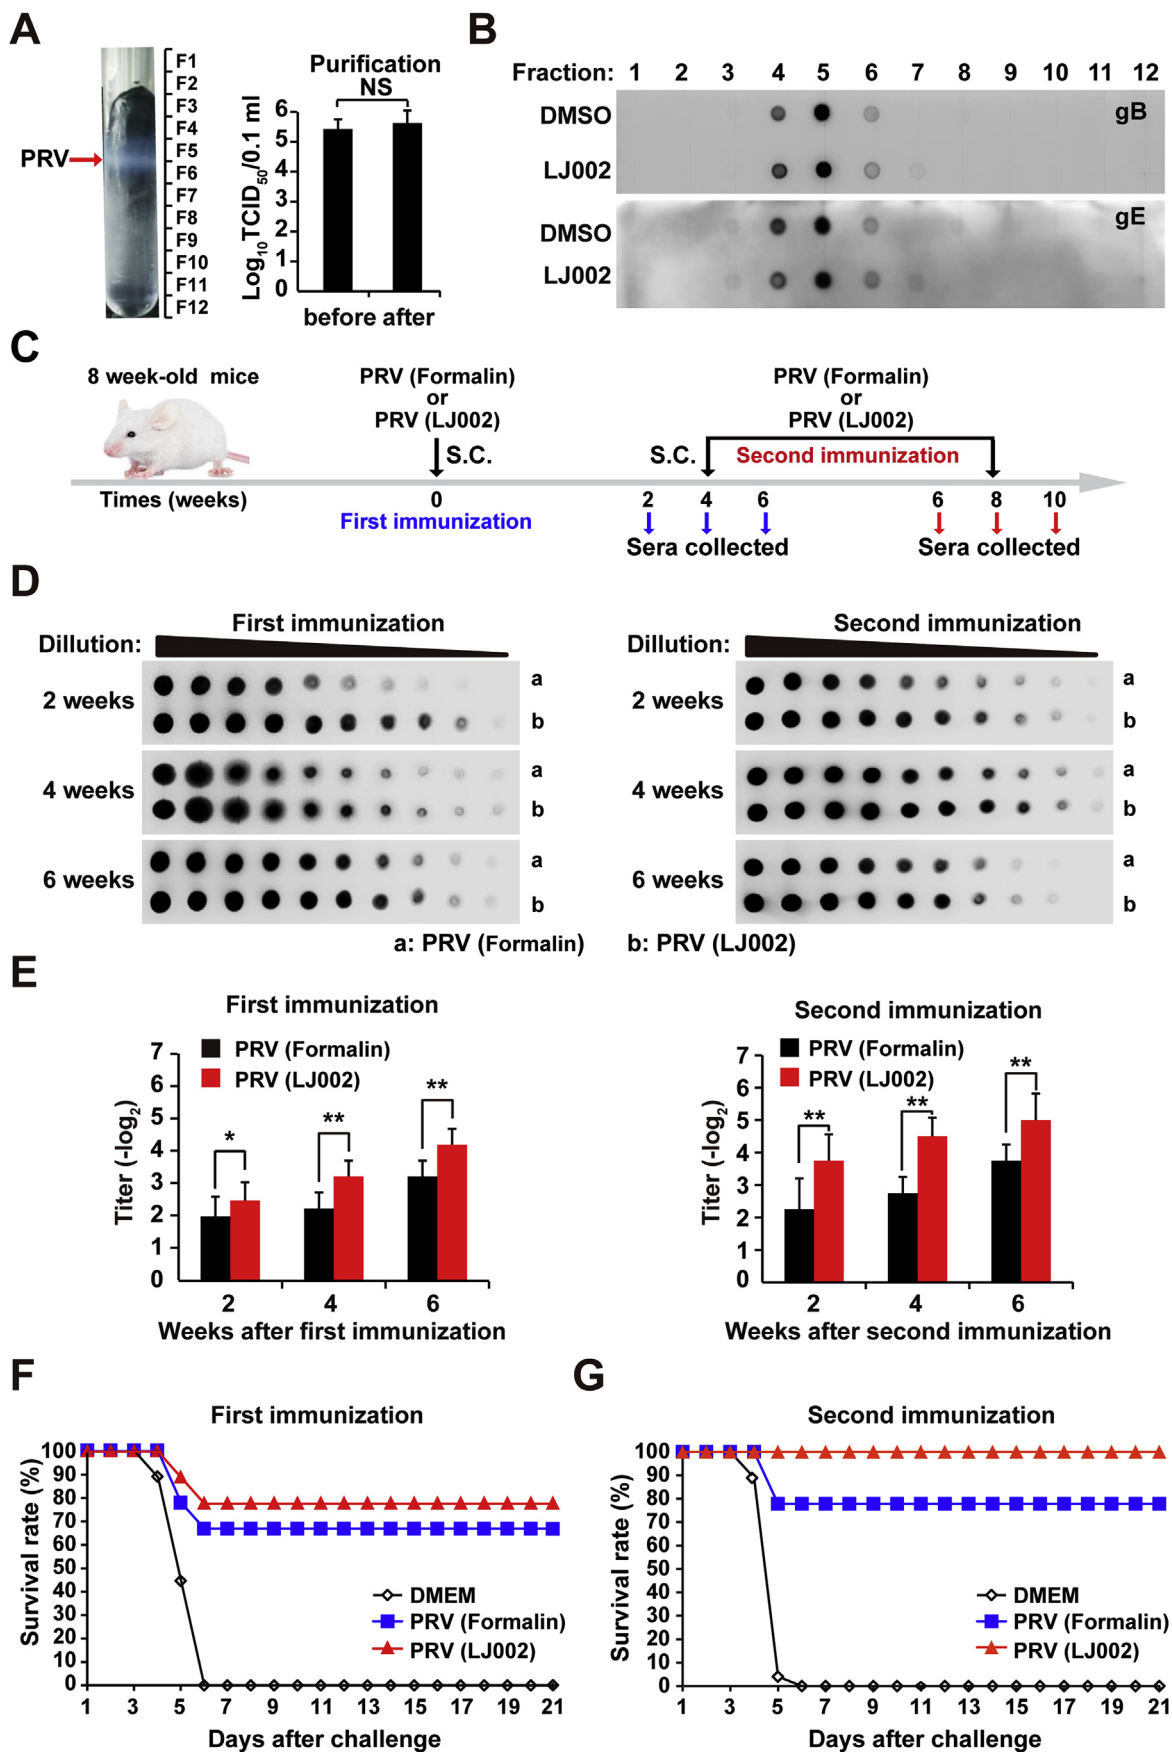 A
F1
F2
F3
F4
F5
F6
F7
F8
F9
F10
F11
F12
PRV
Purification
NS
Log10 TCID50/0.1 ml
6
5
4
3
2
1
0
before after
B
Fraction: 1 2 3 4 5 6 7 8 9 10 11 12
DMSO
gB
LJ002
DMSO
gE
LJ002
C
8 week-old mice
PRV (Formalin)
or
PRV (LJ002)
S.C.
PRV (Formalin)
or
PRV (LJ002)
S.C.
Second immunization
Times (weeks)
0
2 4 6
6 8 10
First immunization
Sera collected
Sera collected
D
First immunization
Dillution:
2 weeks
a
b
4 weeks
a
b
6 weeks
a
b
Second immunization
Dillution:
2 weeks
a
b
4 weeks
a
b
6 weeks
a
b
a: PRV (Formalin) b: PRV (LJ002)
E
First immunization
PRV (Formalin)
PRV (LJ002)
Titer (-log2)
7
6
5
4
3
2
1
0
*
**
**
2 4 6
Weeks after first immunization
Second immunization
PRV (Formalin)
PRV (LJ002)
Titer (-log2)
7
6
5
4
3
2
1
0
**
**
**
2 4 6
Weeks after second immunization
F
First immunization
Survival rate (%)
100
90
80
70
60
50
40
30
20
10
0
DMEM
PRV (Formalin)
PRV (LJ002)
1 3 5 7 9 11 13 15 17 19 21
Days after challenge
G
Second immunization
Survival rate (%)
100
90
80
70
60
50
40
30
20
10
0
DMEM
PRV (Formalin)
PRV (LJ002)
1 3 5 7 9 11 13 15 17 19 21
Days after challenge